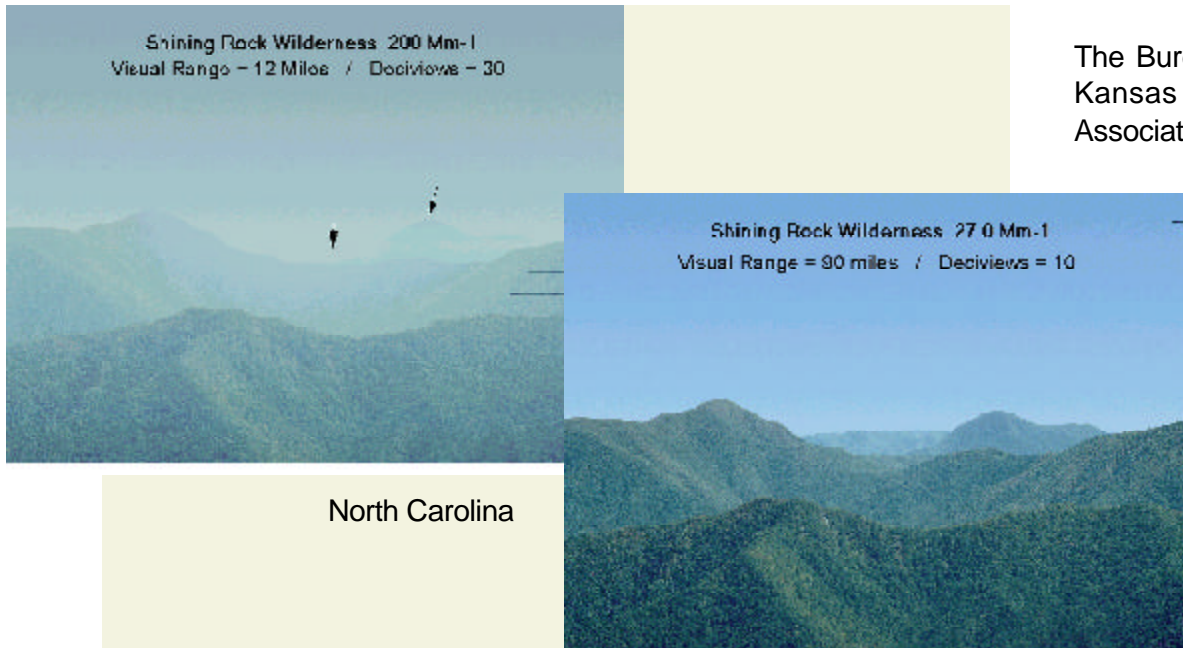 Shining Rock Wilderness 200 Mm-1
Visual Range = 12 Miles / Deciviews = 30
The Bur
Kansas
Associat
Shining Rock Wilderness 27.0 Mm-1
Visual Range = 90 miles / Deciviews = 10
North Carolina